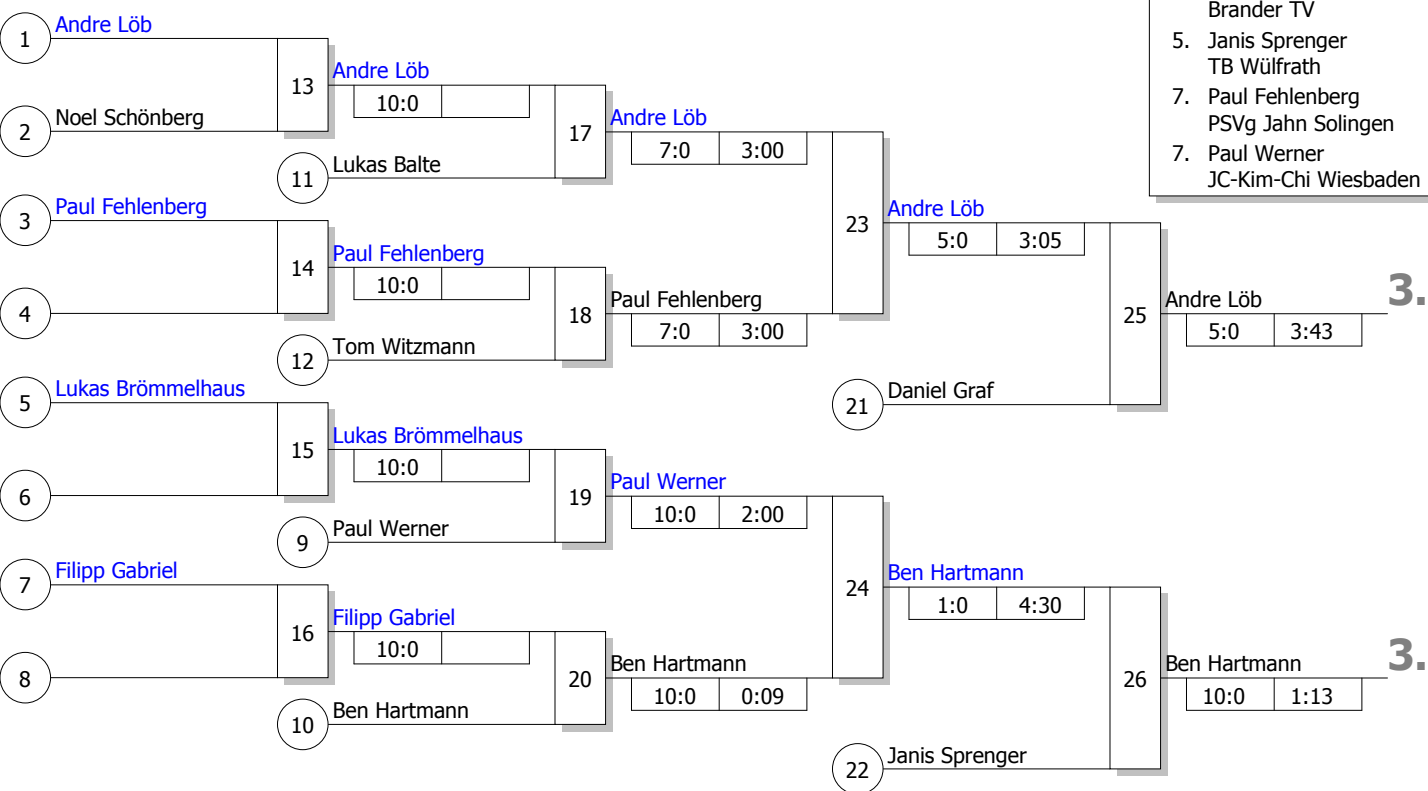 Brander TV
5. Janis Sprenger
TB Wülfrath
7. Paul Fehlenberg
PSVg Jahn Solingen
7. Paul Werner
JC-Kim-Chi Wiesbaden
1 Andre Löb
13 Andre Löb
10:0
2 Noel Schönberg
17 Andre Löb
7:0 3:00
11 Lukas Balte
3 Paul Fehlenberg
23 Andre Löb
5:0 3:05
14 Paul Fehlenberg
10:0
4
18 Paul Fehlenberg
7:0 3:00
25 Andre Löb 3.
5:0 3:43
12 Tom Witzmann
5 Lukas Brömmelhaus
21 Daniel Graf
15 Lukas Brömmelhaus
10:0
6
19 Paul Werner
10:0 2:00
9 Paul Werner
7 Filipp Gabriel
24 Ben Hartmann
1:0 4:30
16 Filipp Gabriel
10:0
8
20 Ben Hartmann
10:0 0:09
26 Ben Hartmann 3.
10:0 1:13
10 Ben Hartmann
22 Janis Sprenger